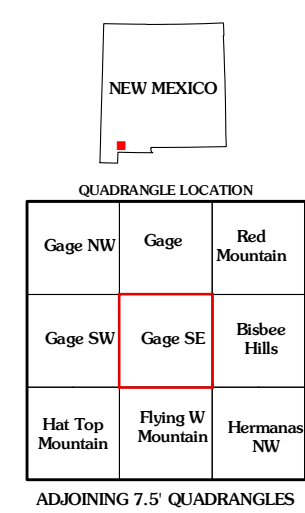 NEW MEXICO
QUADRANGLE LOCATION
Gage NW
Gage
Red
Mountain
Gage SW
Gage SE
Bisbee
Hills
Hat Top
Mountain
Flying W
Mountain
Hermanas
NW
ADJOINING 7.5' QUADRANGLES